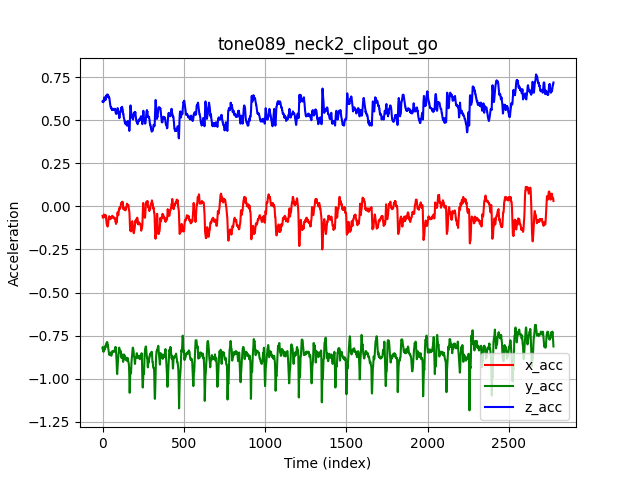 tone089_neck2_clipout_go
Acceleration
0.75
0.50
0.25
0.00
−0.25
−0.50
−0.75
−1.00
−1.25
x_acc
y_acc
z_acc
0 500 1000 1500 2000 2500
Time (index)